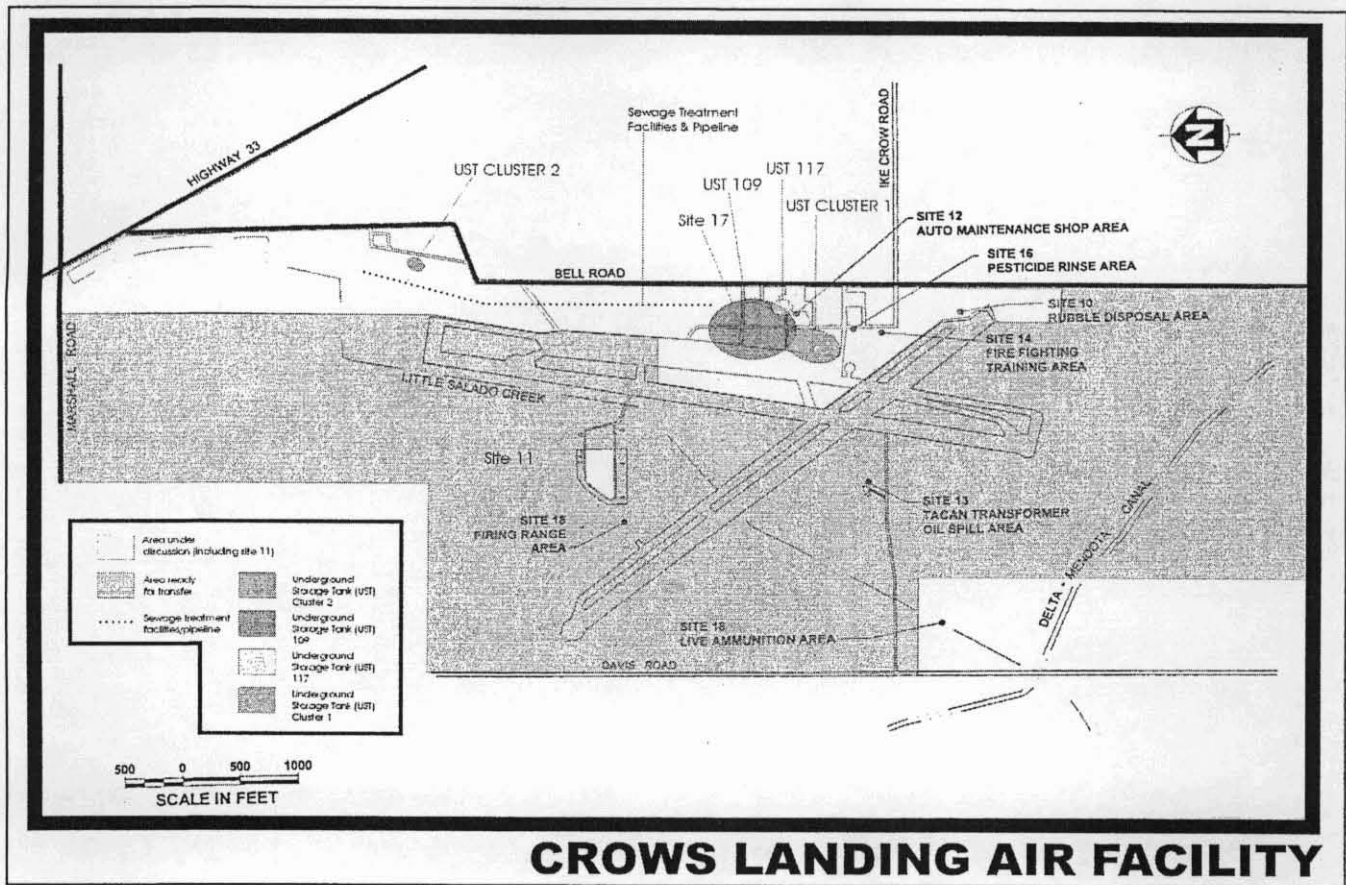 HIGHWAY 33
MARSHALL ROAD
UST CLUSTER 2
Sewage Treatment
Facilities & Pipeline
UST 117
UST 109
UST CLUSTER 1
Site 17
IKE CROW ROAD
N
SITE 12
AUTO MAINTENANCE SHOP AREA
SITE 16
PESTICIDE RINSE AREA
BELL ROAD
SITE 10
RUBBLE DISPOSAL AREA
SITE 14
FIRE FIGHTING
TRAINING AREA
LITTLE SALADO CREEK
Site 11
SITE 13
TACAN TRANSFORMER
OIL SPILL AREA
FIRING RANGE
AREA
DELTA - MENDOTA CANAL
SITE 18
LIVE AMMUNITION AREA
DAVIS ROAD
Area under
discussion (including site 11)
Area ready
for transfer
Sewage treatment
facilities/pipeline
Underground
Storage Tank (UST)
Cluster 2
Underground
Storage Tank (UST)
109
Underground
Storage Tank (UST)
117
Underground
Storage Tank (UST)
Cluster 1
500 0 500 1000
SCALE IN FEET
CROWS LANDING AIR FACILITY